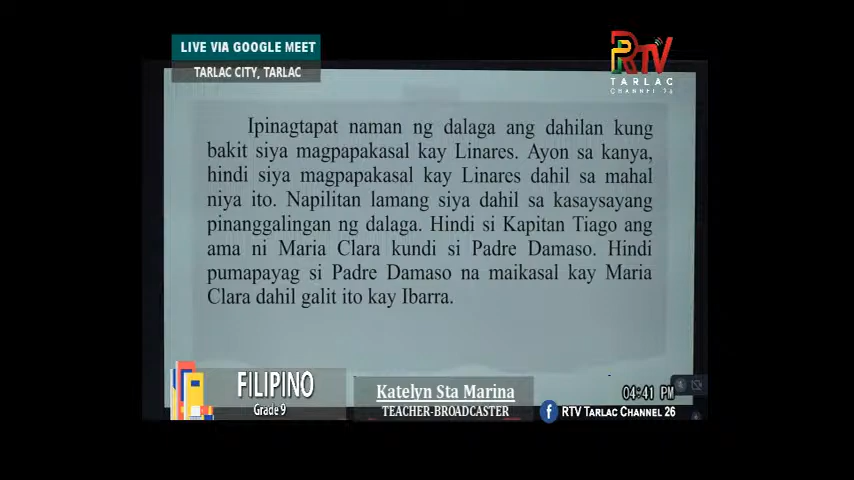 LIVE VIA GOOGLE MEET
TARLAC CITY, TARLAC
RTV
TARLAC
CHANNEL 26
Ipinagtapat naman ng dalaga ang dahilan kung
bakit siya magpapakasal kay Linares. Ayon sa kanya,
hindi siya magpapakasal kay Linares dahil sa mahal
niya ito. Napilitan lamang siya dahil sa kasaysayang
pinanggalingan ng dalaga. Hindi si Kapitan Tiago ang
ama ni Maria Clara kundi si Padre Damaso. Hindi
pumapayag si Padre Damaso na maikasal kay Maria
Clara dahil galit ito kay Ibarra.
FILIPINO
Grade 9
Katelyn Sta Marina
TEACHER-BROADCASTER
04:41 PM
RTV TARLAC CHANNEL 26